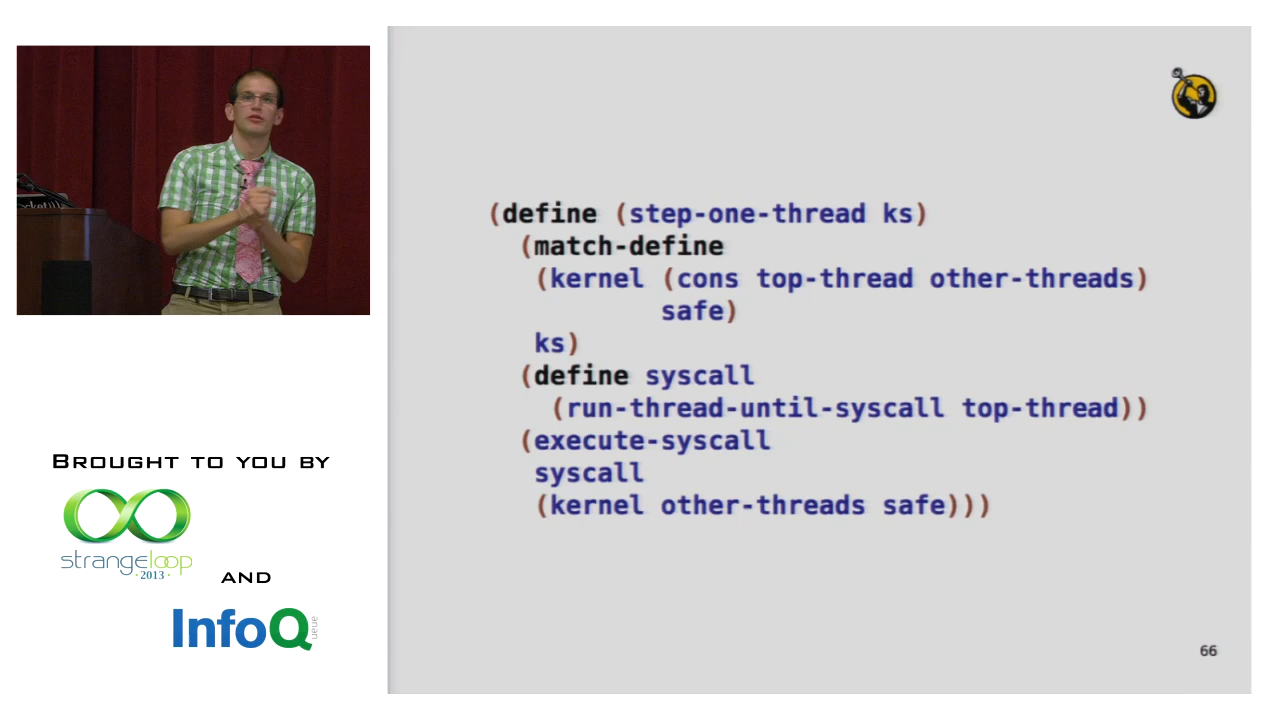 (define (step-one-thread ks)
(match-define
(kernel (cons top-thread other-threads)
safe)
ks)
(define syscall
(run-thread-until-syscall top-thread))
(execute-syscall
syscall
(kernel other-threads safe)))
66
BROUGHT TO YOU BY
strangeloop
· 2013 ·
AND
InfoQ
ueue